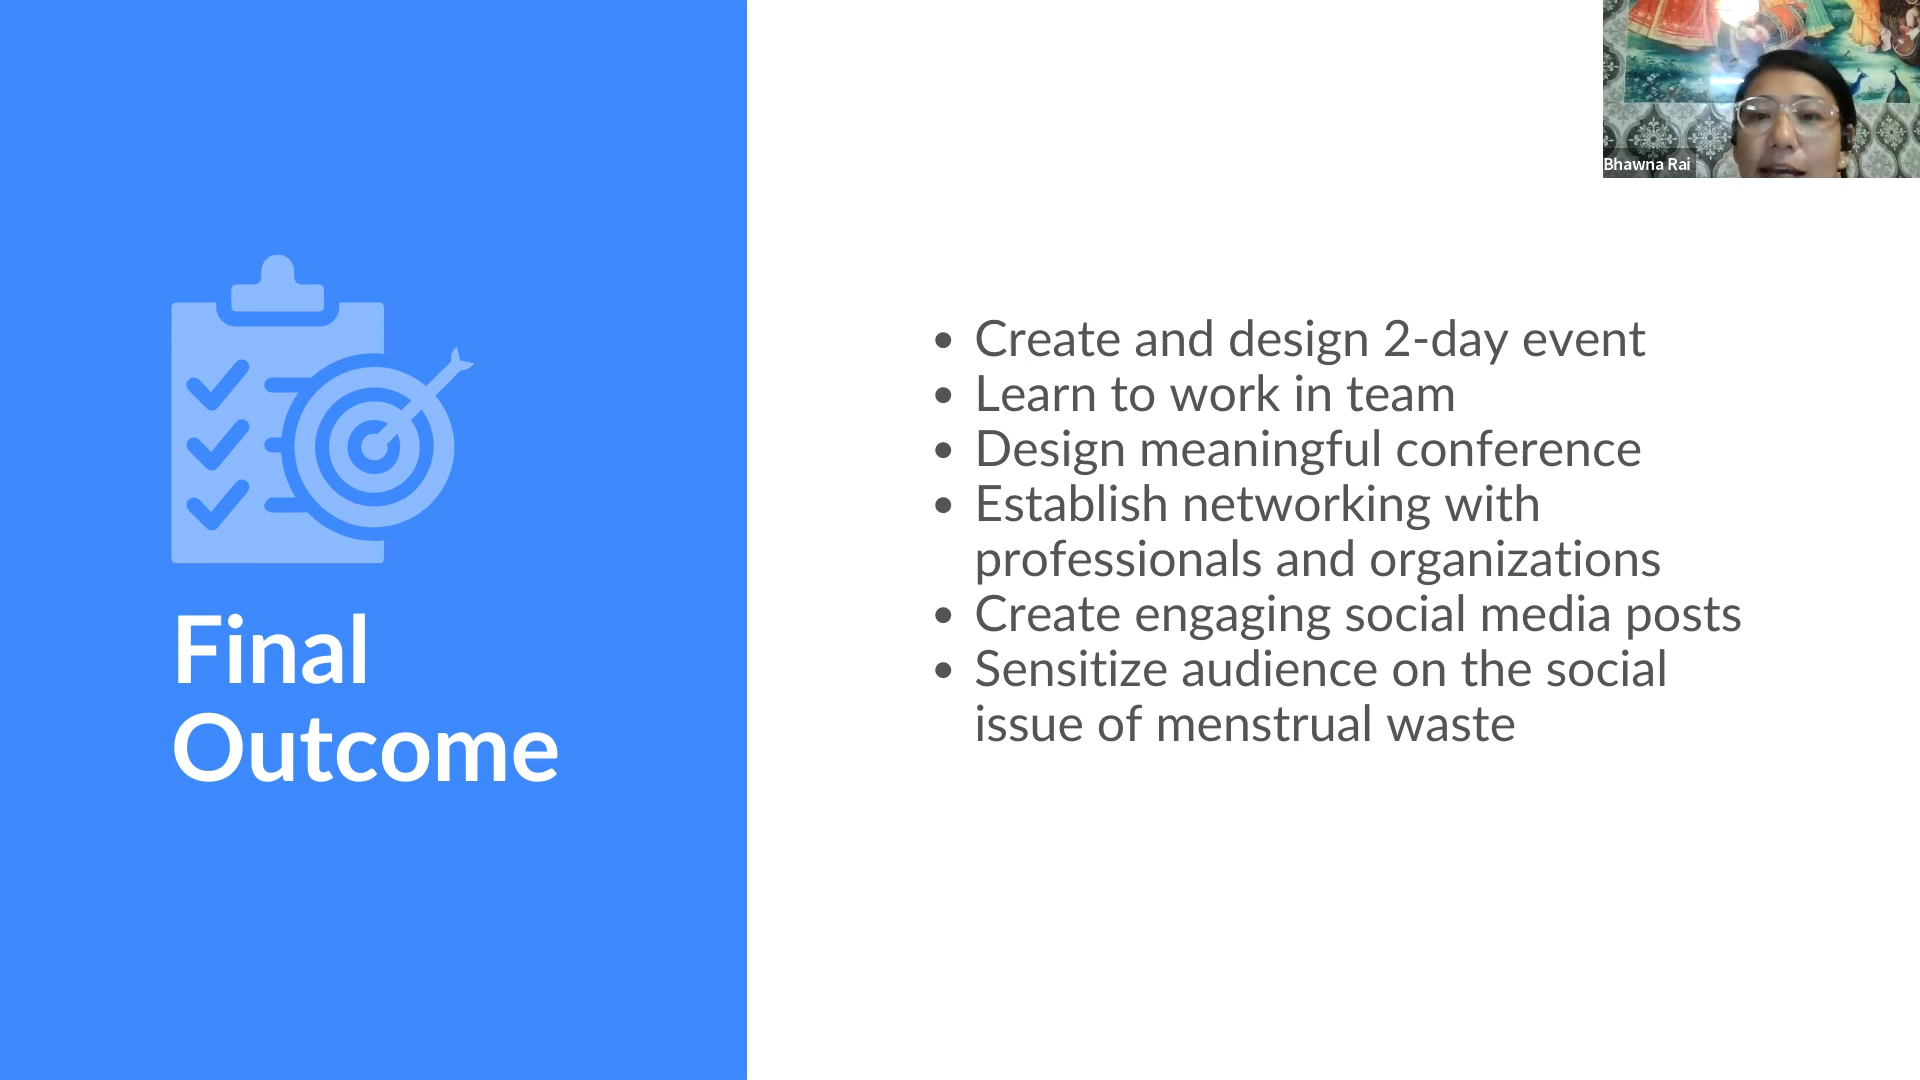 Bhawna Rai
Final
Outcome
• Create and design 2-day event
• Learn to work in team
• Design meaningful conference
• Establish networking with
professionals and organizations
• Create engaging social media posts
• Sensitize audience on the social
issue of menstrual waste